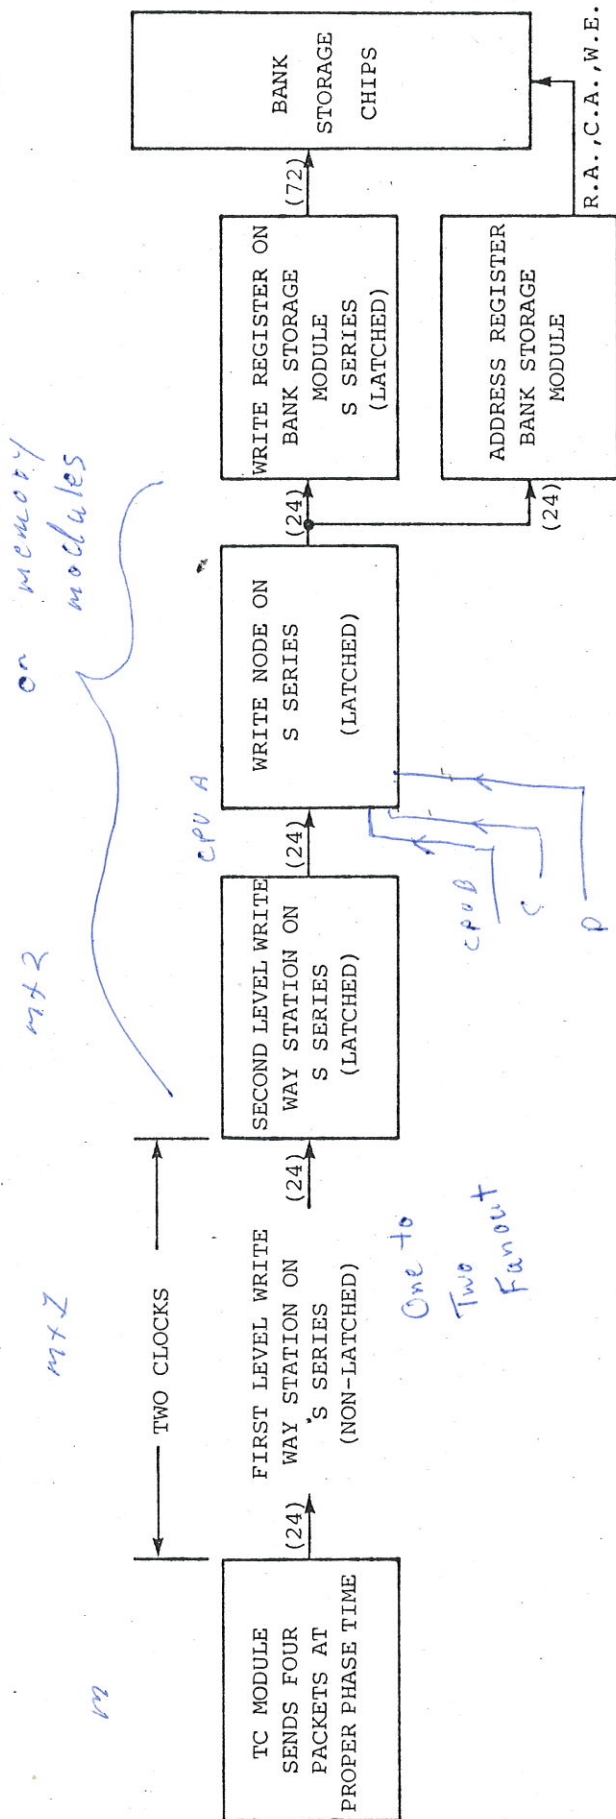 m
m+1
m+2
on memory
modules
TWO CLOCKS
TC MODULE
SENDS FOUR
PACKETS AT
PROPER PHASE TIME
(24)
FIRST LEVEL WRITE
WAY STATION ON
S SERIES
(NON-LATCHED)
One to
Two
Fanout
(24)
SECOND LEVEL WRITE
WAY STATION ON
S SERIES
(LATCHED)
CPU A
(24)
CPU B
C
D
WRITE NODE ON
S SERIES
(LATCHED)
(24)
WRITE REGISTER ON
BANK STORAGE
MODULE
S SERIES
(LATCHED)
(72)
BANK
STORAGE
CHIPS
(24)
ADDRESS REGISTER
BANK STORAGE
MODULE
R.A.,C.A.,W.E.